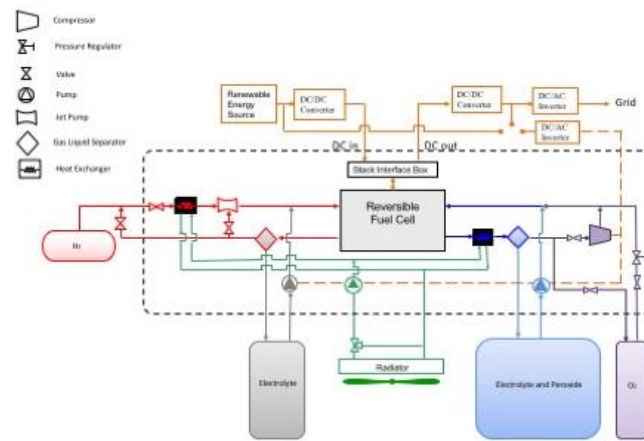 Compressor
Pressure Regulator
Valve
Pump
Jet Pump
Gas Liquid Separator
Heat Exchanger
Renewable
Energy
Source
DC/DC
Converter
DC/DC
Converter
DC/AC
Inverter
Grid
DC/AC
Inverter
DC in
DC out
Stack Interface Box
Reversible
Fuel Cell
H₂
Electrolyte
Radiator
Electrolyte and Peroxide
O₂